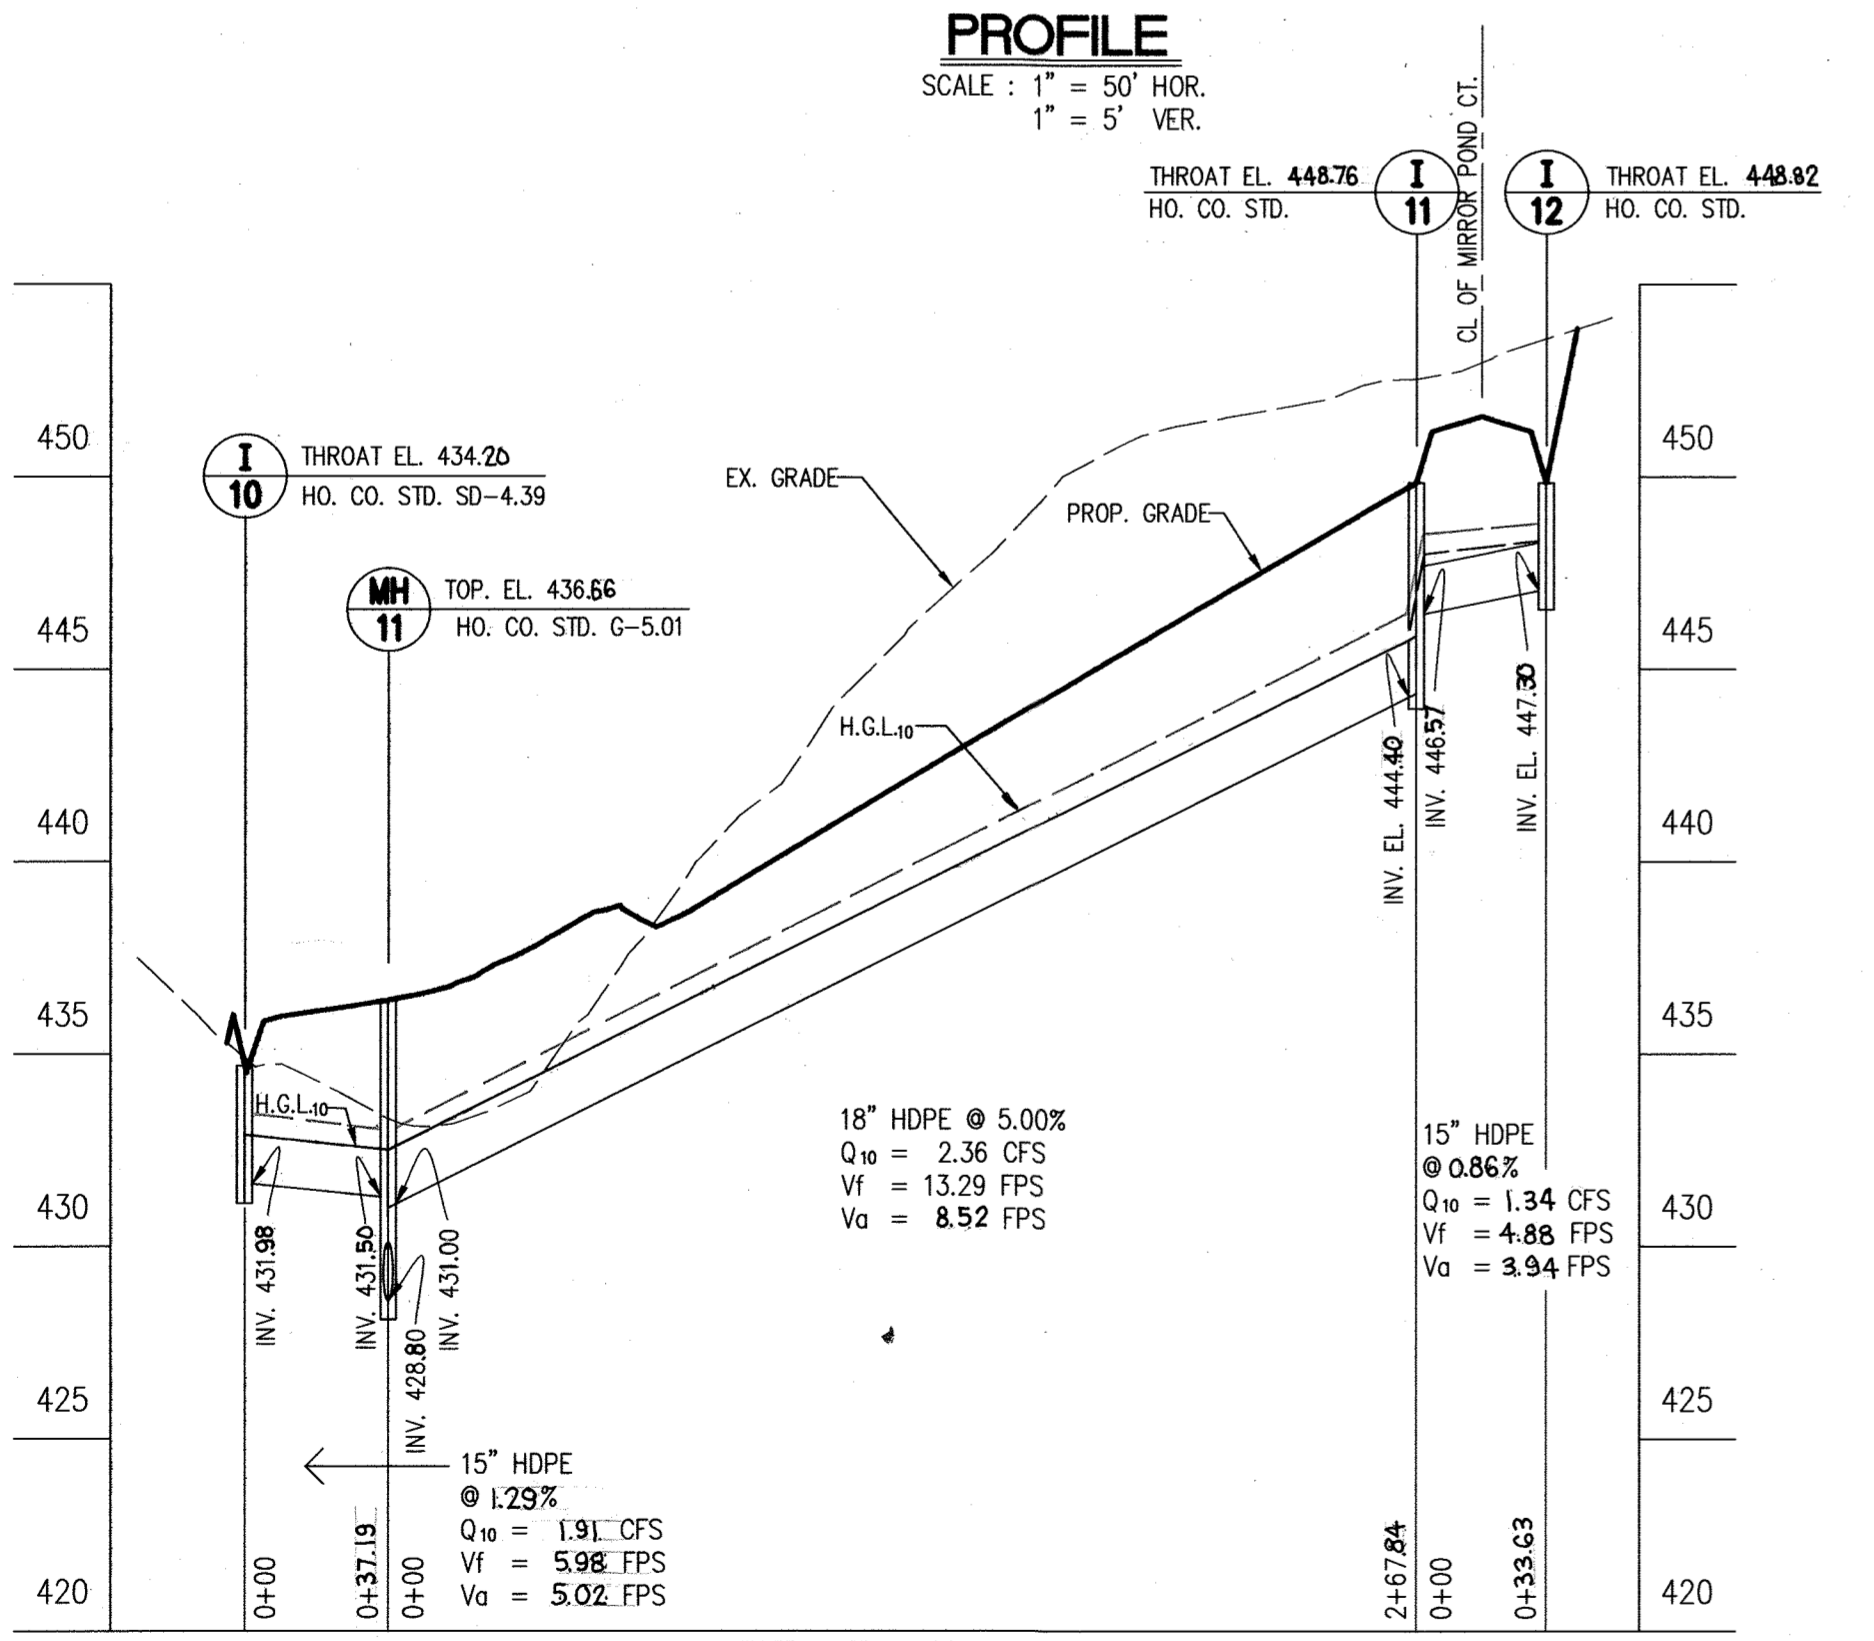 PROFILE
SCALE : 1" = 50' HOR.
1" = 5' VER.
CL OF MIRROR POND CT.
THROAT EL. 448.76
HO. CO. STD.
I
11
I
12
THROAT EL. 448.82
HO. CO. STD.
I
10
THROAT EL. 434.20
HO. CO. STD. SD-4.39
MH
11
TOP. EL. 436.66
HO. CO. STD. G-5.01
EX. GRADE
PROP. GRADE
H.G.L.10
H.G.L.10
450
445
440
435
430
425
420
450
445
440
435
430
425
420
INV. EL. 444.40
INV. 446.57
INV. EL. 447.30
INV. 431.98
INV. 431.50
INV. 428.80
INV. 431.00
18" HDPE @ 5.00%
Q10 = 2.36 CFS
Vf = 13.29 FPS
Va = 8.52 FPS
15" HDPE
@ 0.86%
Q10 = 1.34 CFS
Vf = 4.88 FPS
Va = 3.94 FPS
15" HDPE
@ 1.29%
Q10 = 1.91 CFS
Vf = 5.98 FPS
Va = 5.02 FPS
0+00
0+37.19
0+00
2+67.84
0+00
0+33.63